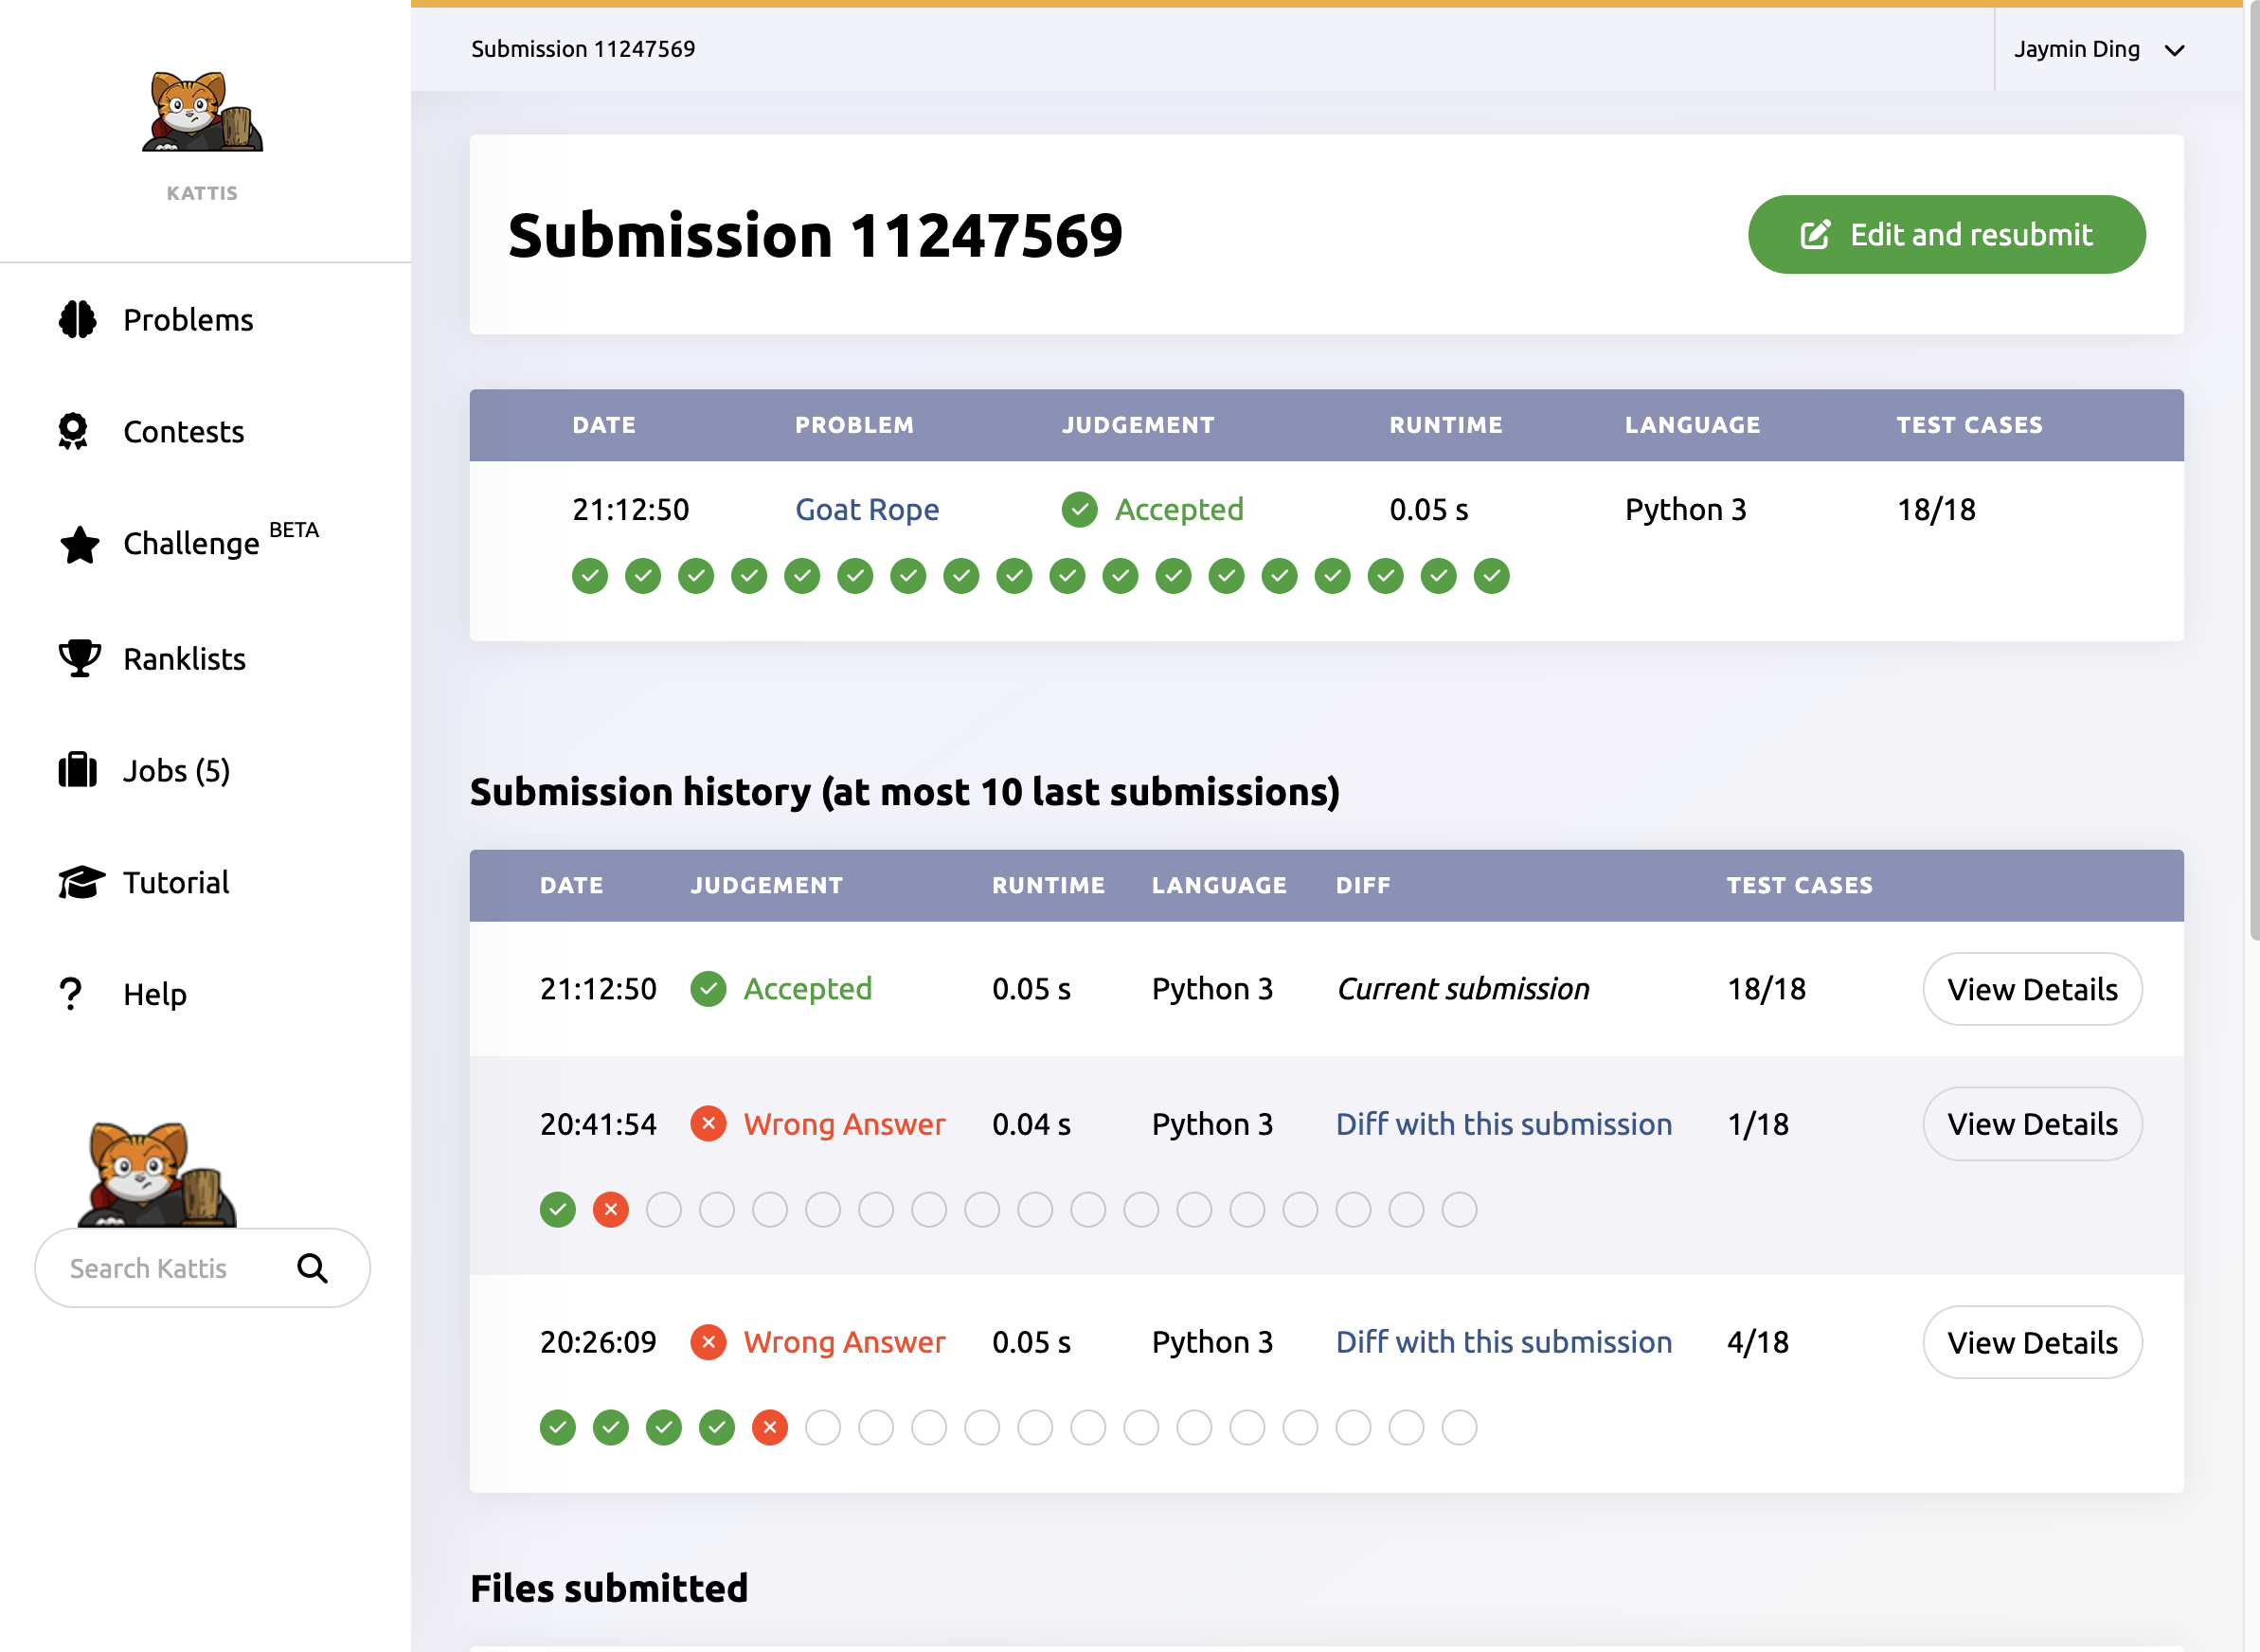 Submission 11247569
Jaymin Ding
KATTIS
Problems
Contests
Challenge BETA
Ranklists
Jobs (5)
Tutorial
Help
Search Kattis
Submission 11247569
Edit and resubmit
DATE PROBLEM JUDGEMENT RUNTIME LANGUAGE TEST CASES
21:12:50 Goat Rope Accepted 0.05 s Python 3 18/18
Submission history (at most 10 last submissions)
DATE JUDGEMENT RUNTIME LANGUAGE DIFF TEST CASES
21:12:50 Accepted 0.05 s Python 3 Current submission 18/18 View Details
20:41:54 Wrong Answer 0.04 s Python 3 Diff with this submission 1/18 View Details
20:26:09 Wrong Answer 0.05 s Python 3 Diff with this submission 4/18 View Details
Files submitted